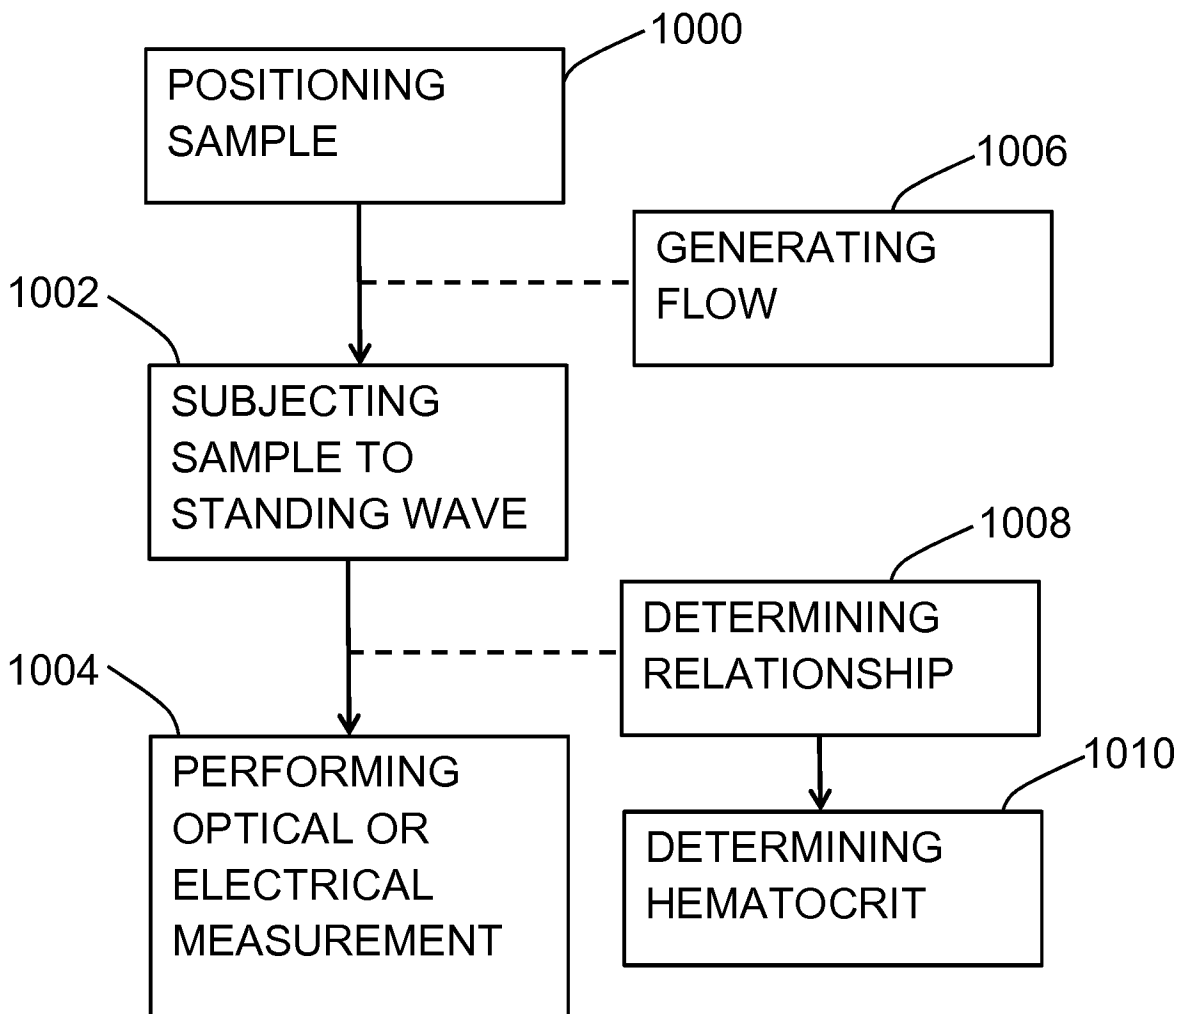 1000
POSITIONING
SAMPLE
1006
GENERATING
FLOW
1002
SUBJECTING
SAMPLE TO
STANDING WAVE
1008
DETERMINING
RELATIONSHIP
1004
PERFORMING
OPTICAL OR
ELECTRICAL
MEASUREMENT
1010
DETERMINING
HEMATOCRIT